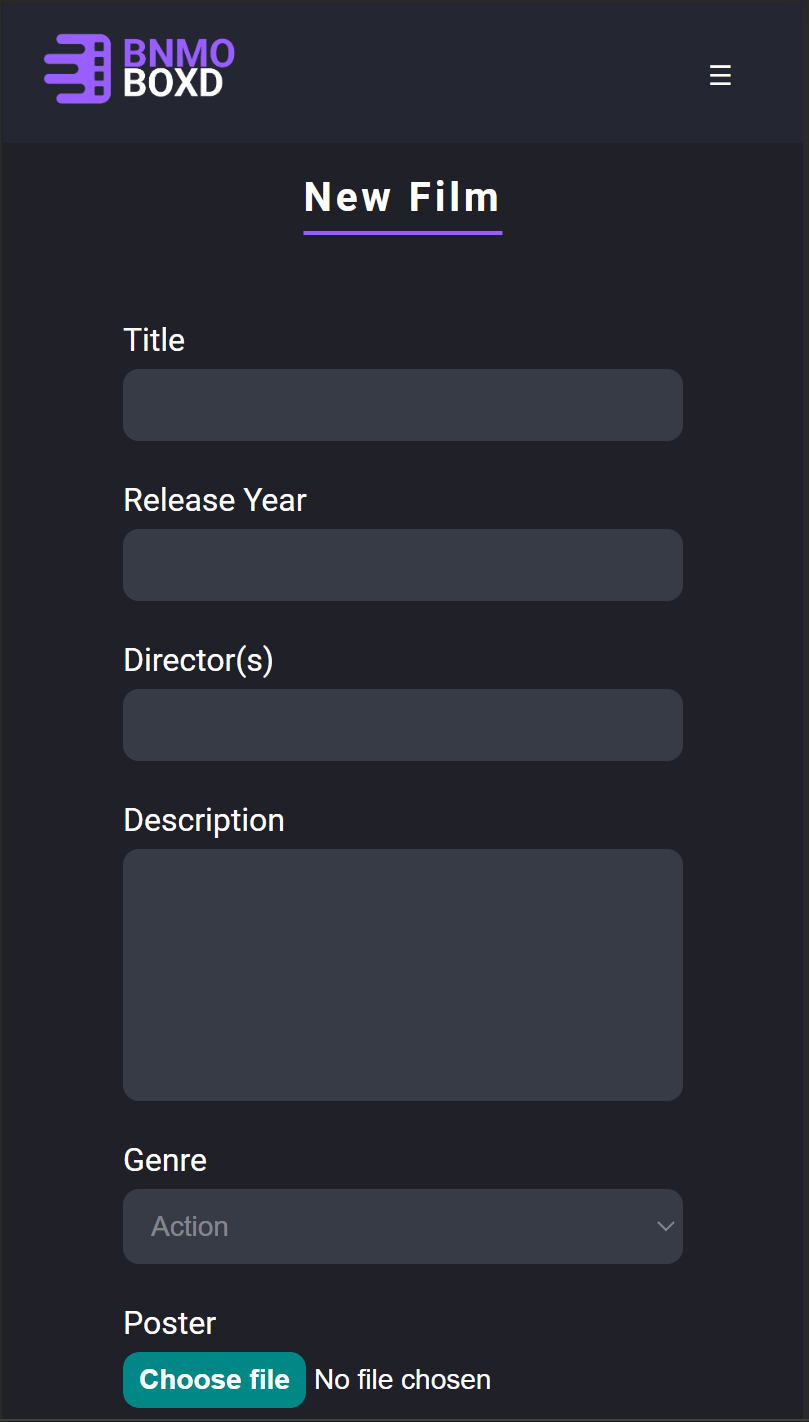 BNMO
BOXD
☰
New Film
Title
Release Year
Director(s)
Description
Genre
Action
Poster
Choose file No file chosen